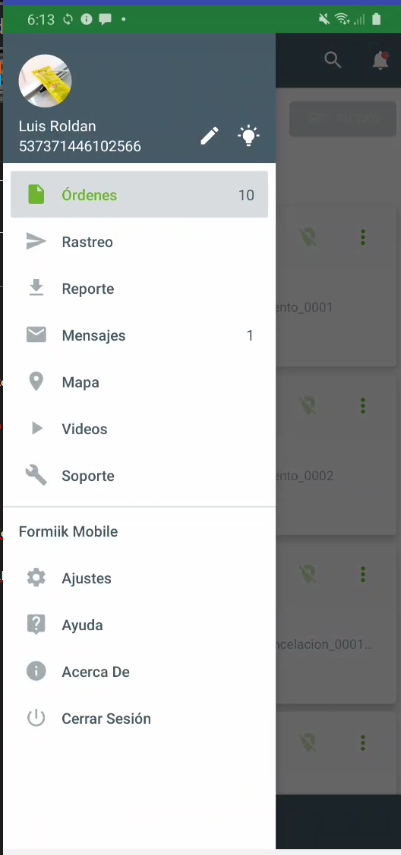 6:13
Luis Roldan
537371446102566
Órdenes 10
Rastreo
Reporte
Mensajes 1
Mapa
Videos
Soporte
Formiik Mobile
Ajustes
Ayuda
Acerca De
Cerrar Sesión
ento_0001
ento_0002
ncelacion_0001...